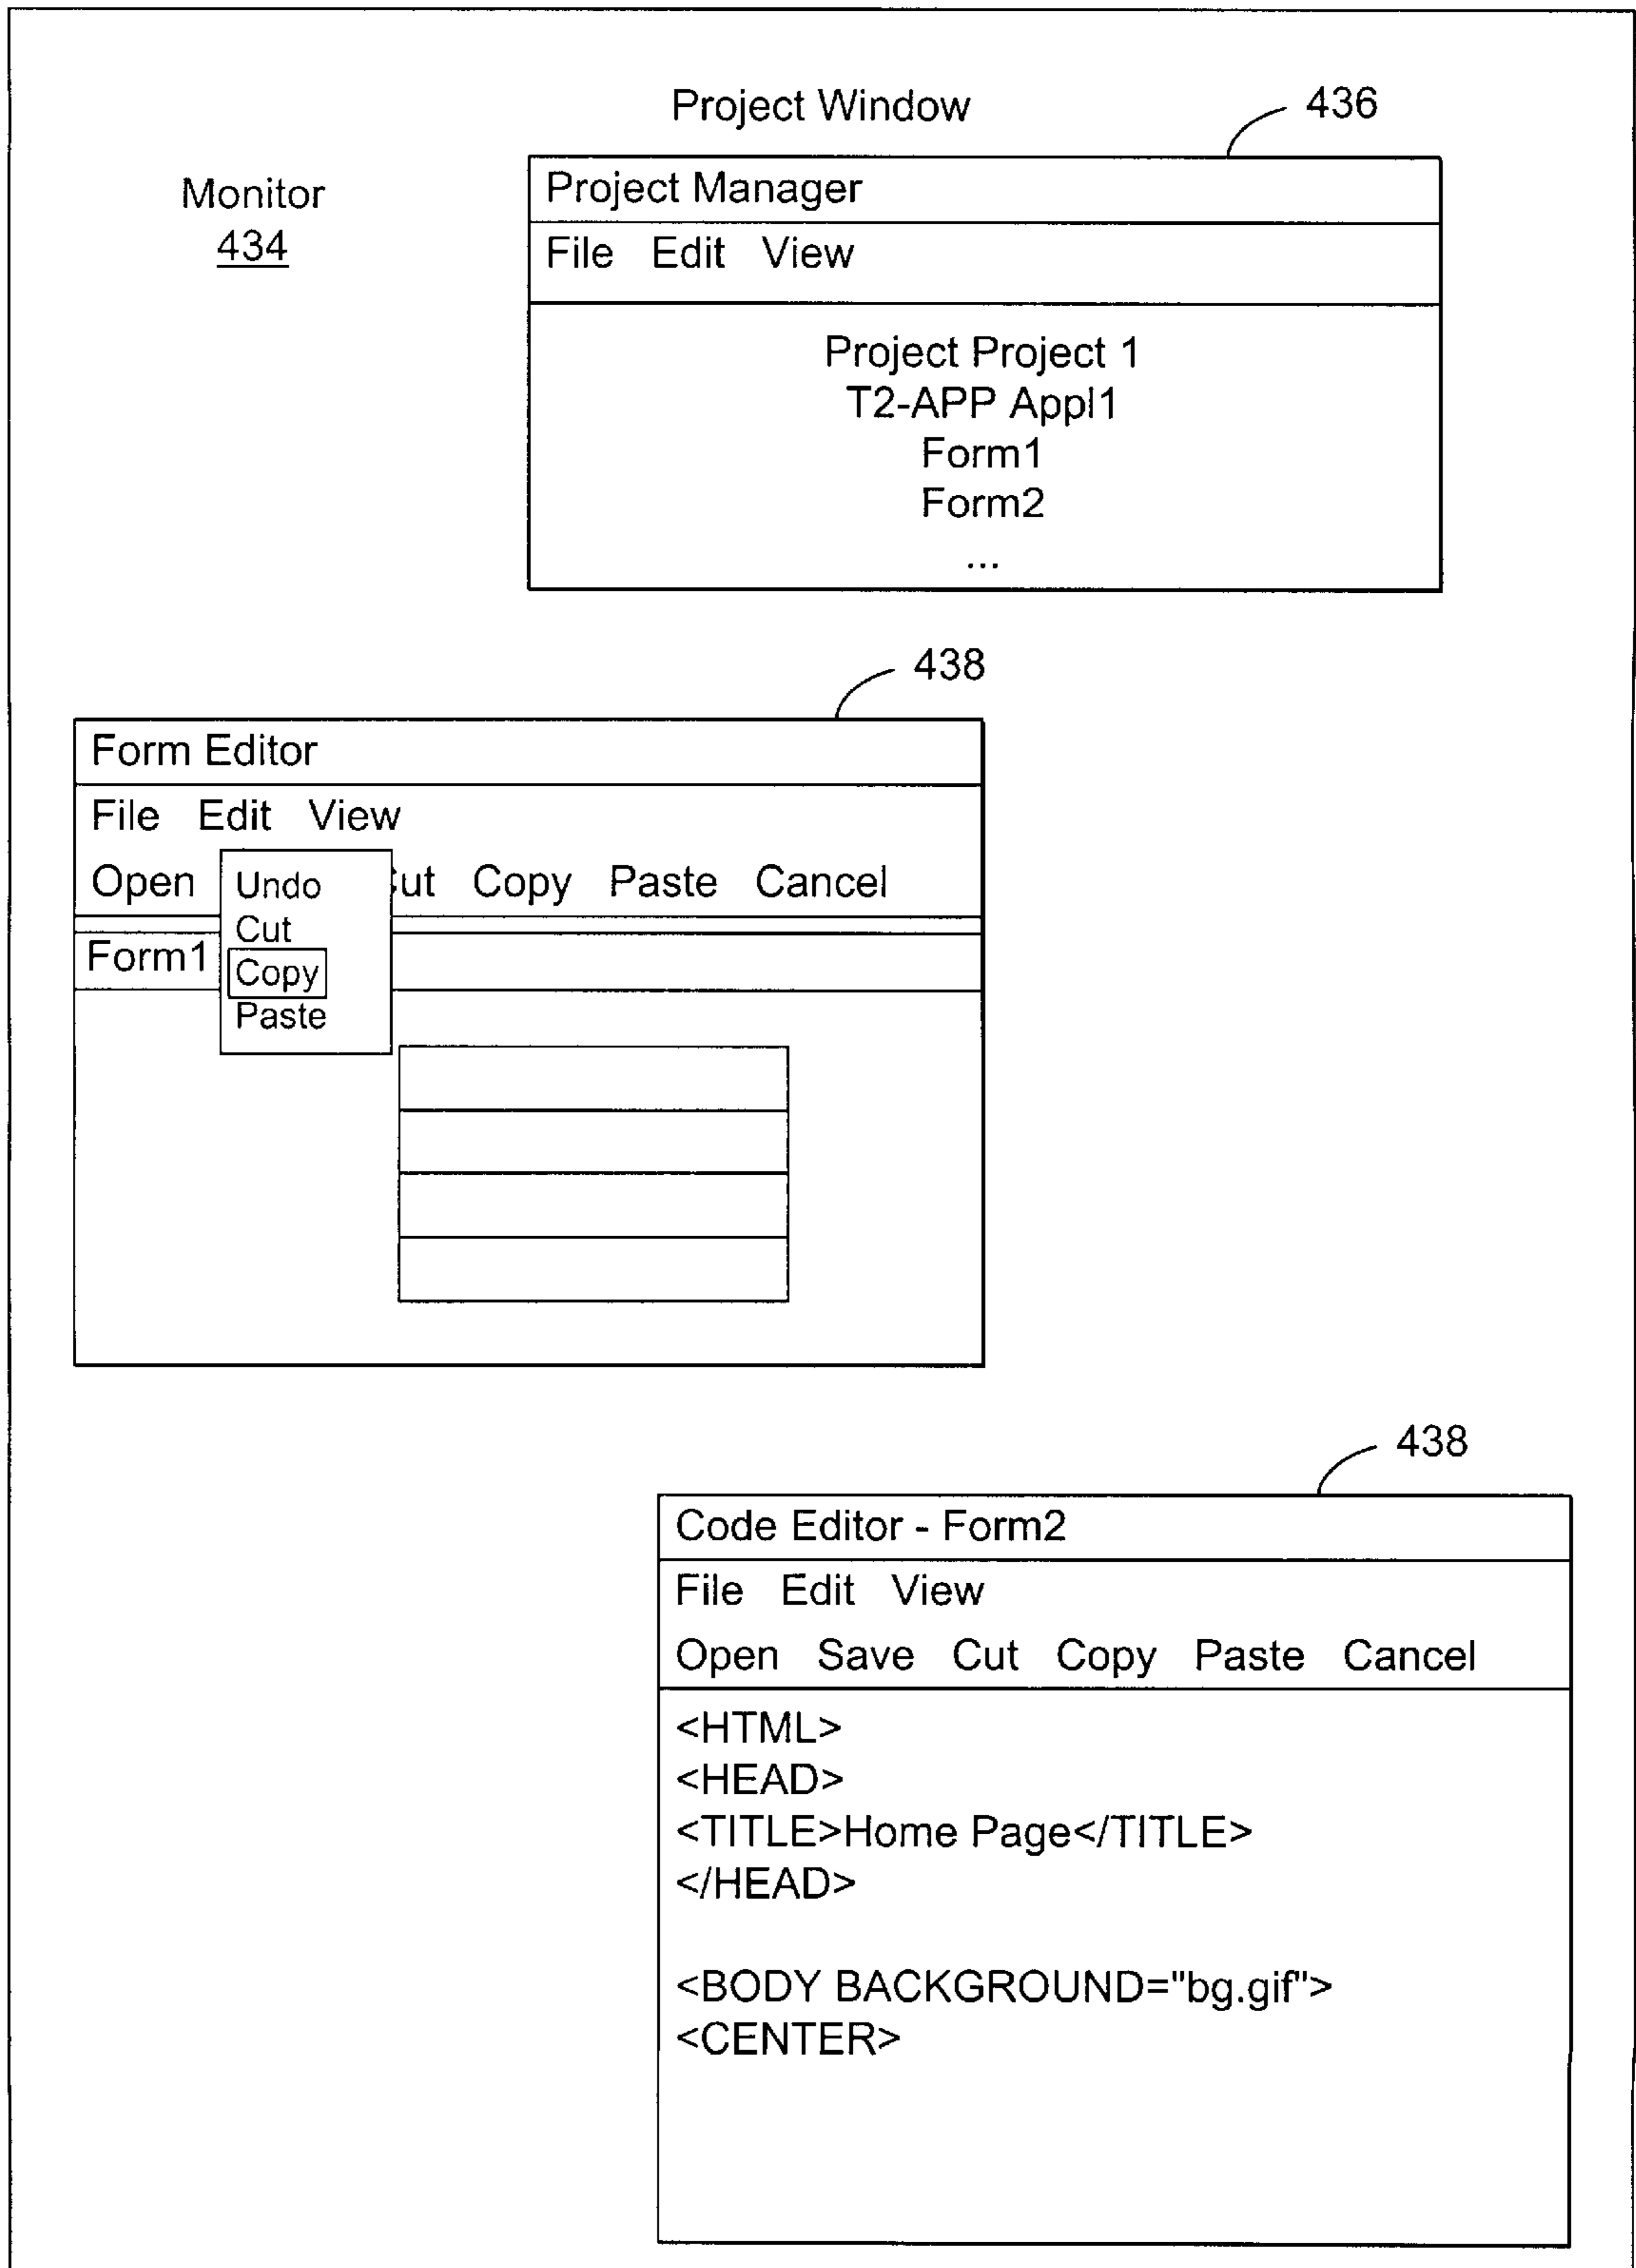 Project Window
436
Monitor
434
Project Manager
File Edit View
Project Project 1
T2-APP Appl1
Form1
Form2
...
438
Form Editor
File Edit View
Open ut Copy Paste Cancel
Undo
Cut
Copy
Paste
Form1
438
Code Editor - Form2
File Edit View
Open Save Cut Copy Paste Cancel
<HTML>
<HEAD>
<TITLE>Home Page</TITLE>
</HEAD>
<BODY BACKGROUND="bg.gif">
<CENTER>